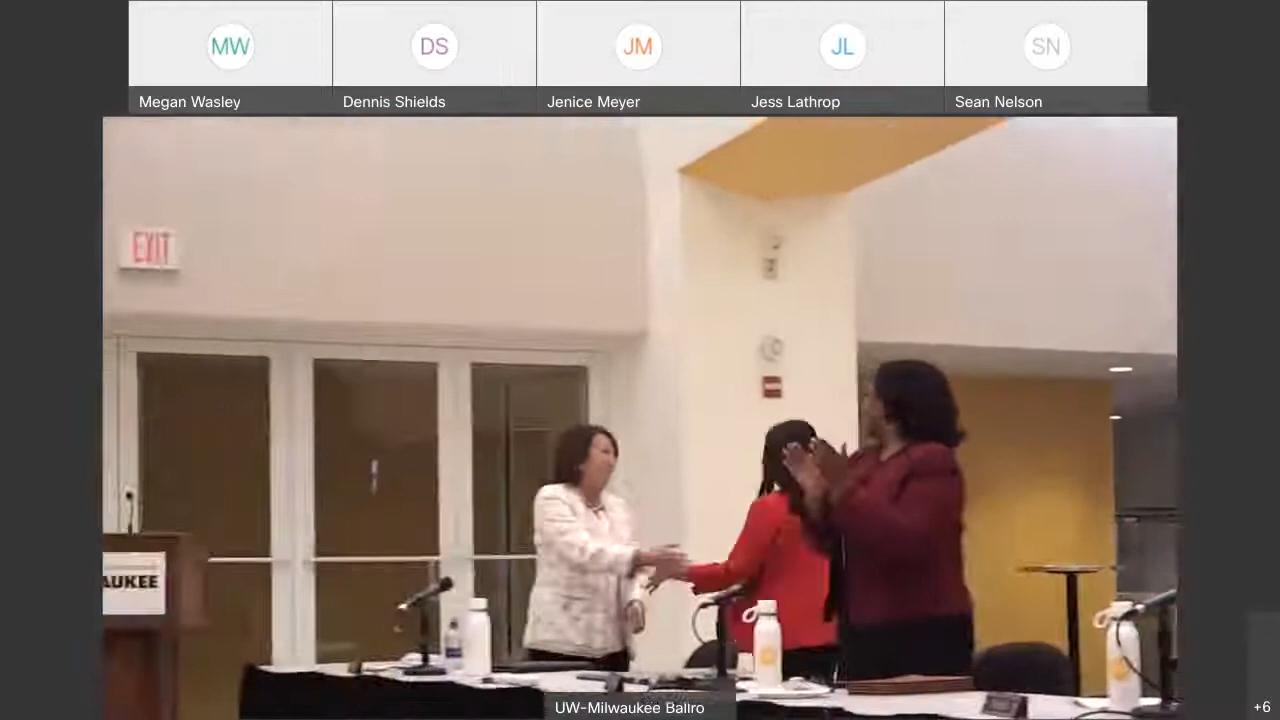 MW
DS
JM
JL
SN
Megan Wasley
Dennis Shields
Jenice Meyer
Jess Lathrop
Sean Nelson
EXIT
AUKEE
UW-Milwaukee Ballro
+6